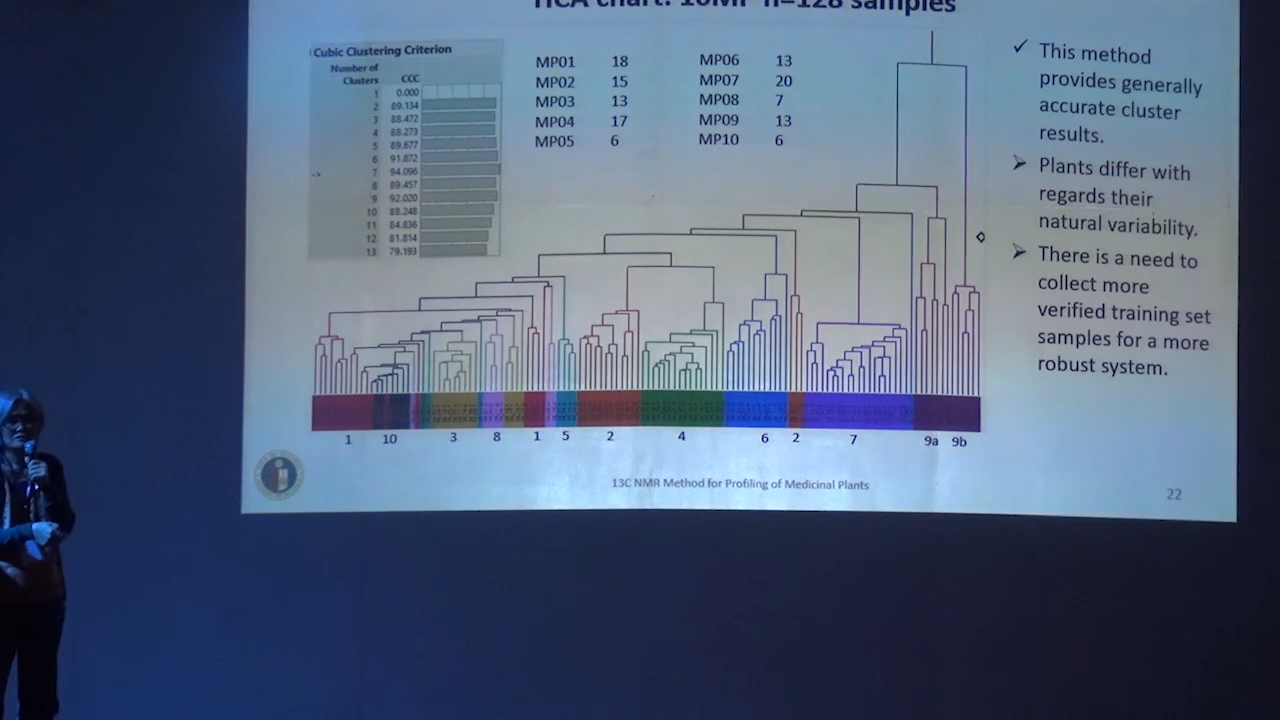 HCA chart: 10MP n=128 samples
Cubic Clustering Criterion
Number of
Clusters CCC
1 0.000
2 89.134
3 88.472
4 88.273
5 89.677
6 91.872
7 94.096
8 89.457
9 92.020
10 88.248
11 84.836
12 81.814
13 79.193
MP01 18 MP06 13
MP02 15 MP07 20
MP03 13 MP08 7
MP04 17 MP09 13
MP05 6 MP10 6
✓ This method
provides generally
accurate cluster
results.
➢ Plants differ with
regards their
natural variability.
➢ There is a need to
collect more
verified training set
samples for a more
robust system.
1 10 3 8 1 5 2 4 6 2 7 9a 9b
13C NMR Method for Profiling of Medicinal Plants
22